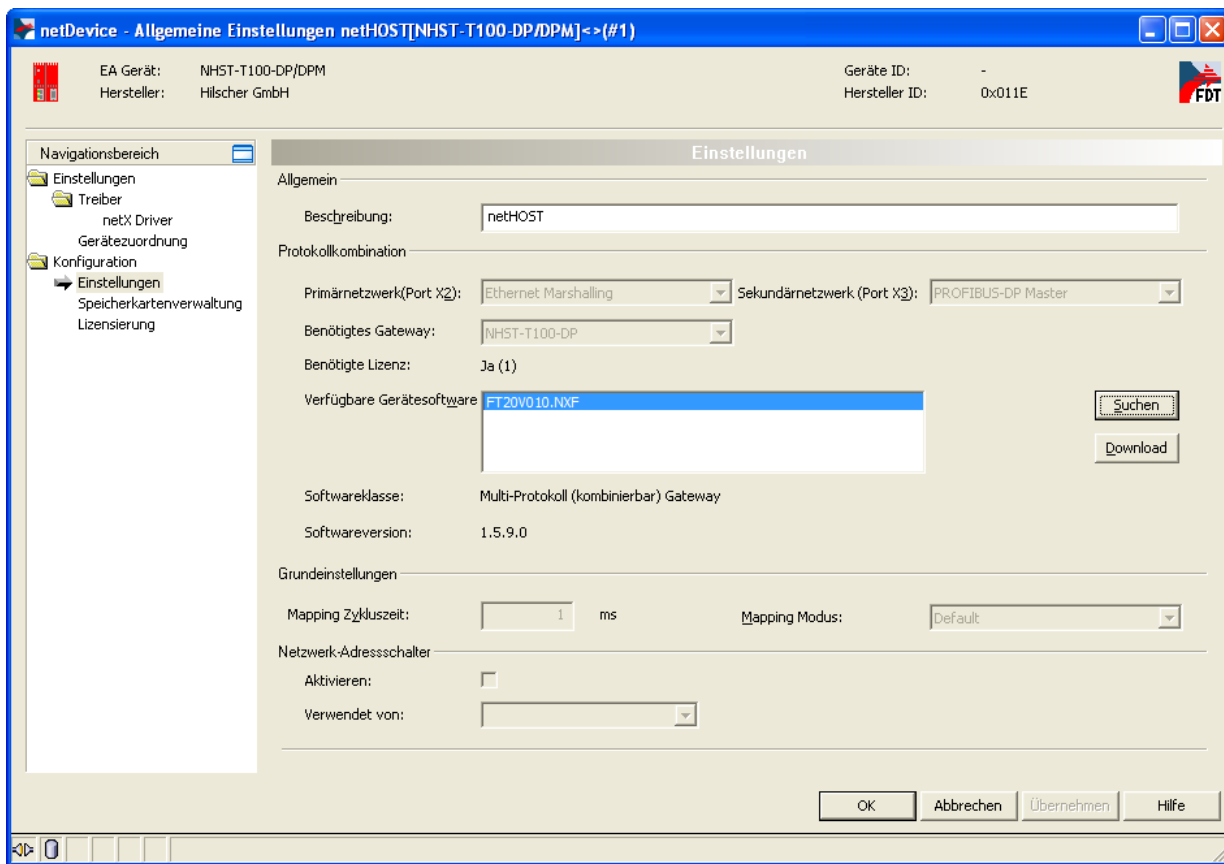 netDevice - Allgemeine Einstellungen netHOST[NHST-T100-DP/DPM]<>(#1)
EA Gerät: NHST-T100-DP/DPM Geräte ID: -
Hersteller: Hilscher GmbH Hersteller ID: 0x011E
FDT
Navigationsbereich
Einstellungen
Treiber
netX Driver
Gerätezuordnung
Konfiguration
Einstellungen
Speicherkartenverwaltung
Lizensierung
Einstellungen
Allgemein
Beschreibung: netHOST
Protokollkombination
Primärnetzwerk(Port X2): Ethernet Marshalling Sekundärnetzwerk (Port X3): PROFIBUS-DP Master
Benötigtes Gateway: NHST-T100-DP
Benötigte Lizenz: Ja (1)
Verfügbare Gerätesoftware FT20V010.NXF Suchen
Download
Softwareklasse: Multi-Protokoll (kombinierbar) Gateway
Softwareversion: 1.5.9.0
Grundeinstellungen
Mapping Zykluszeit: 1 ms Mapping Modus: Default
Netzwerk-Adressschalter
Aktivieren:
Verwendet von:
OK Abbrechen Übernehmen Hilfe